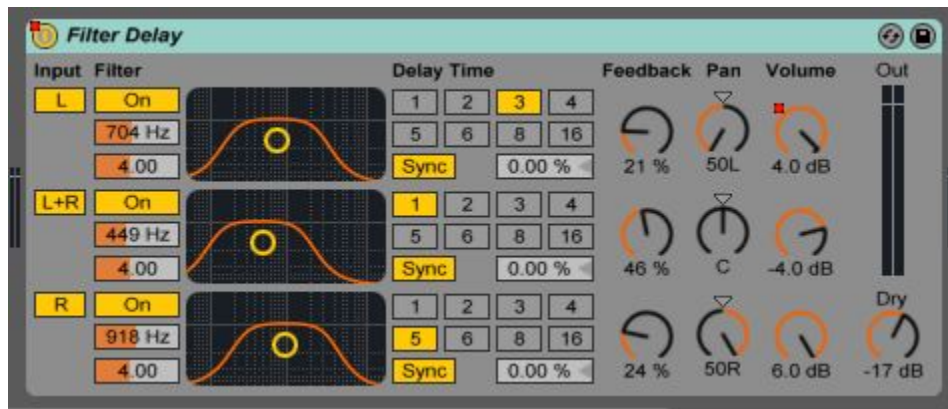 Filter Delay
Input Filter Delay Time Feedback Pan Volume Out
L On 1 2 3 4
704 Hz 5 6 8 16
4.00 Sync 0.00 % 21 % 50L 4.0 dB
L+R On 1 2 3 4
449 Hz 5 6 8 16
4.00 Sync 0.00 % 46 % C -4.0 dB
R On 1 2 3 4 Dry
918 Hz 5 6 8 16
4.00 Sync 0.00 % 24 % 50R 6.0 dB -17 dB